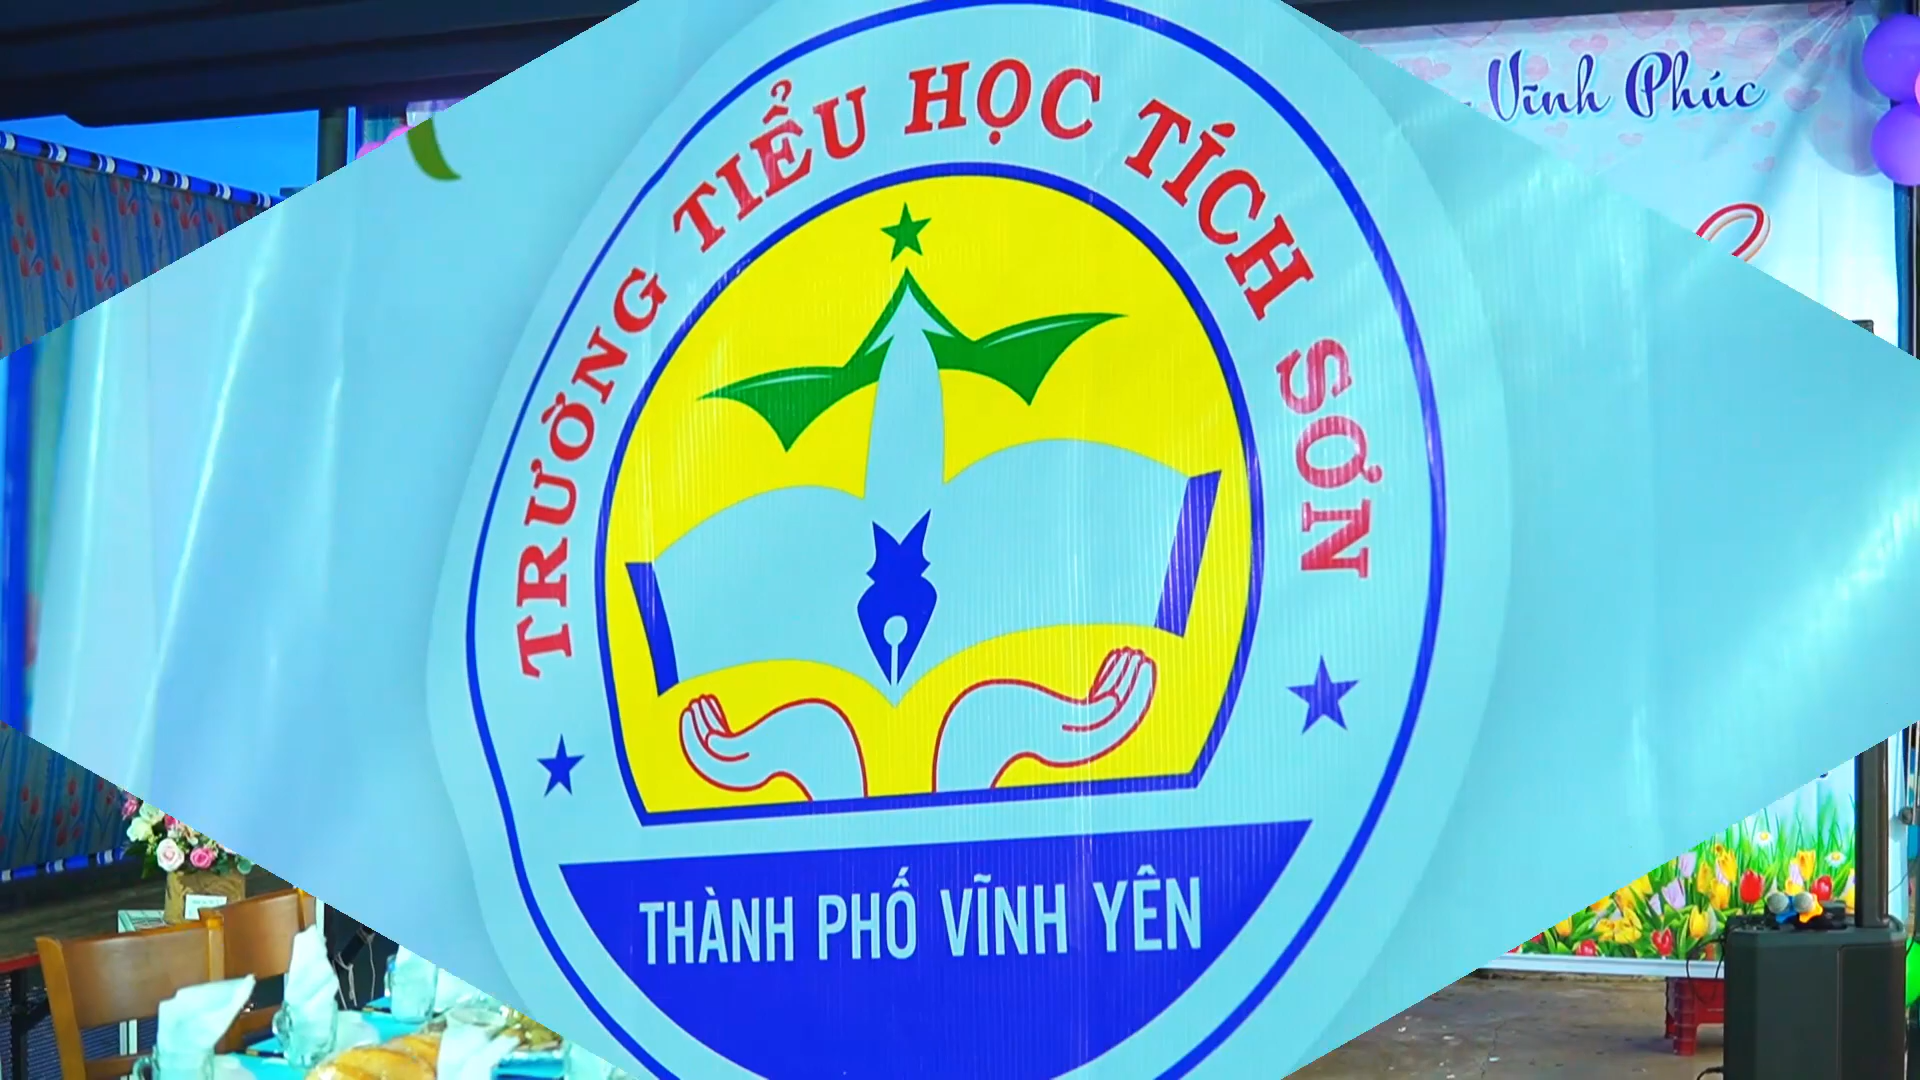 TRƯỜNG TIỂU HỌC TÍCH SƠN
THÀNH PHỐ VĨNH YÊN
Vĩnh Phúc